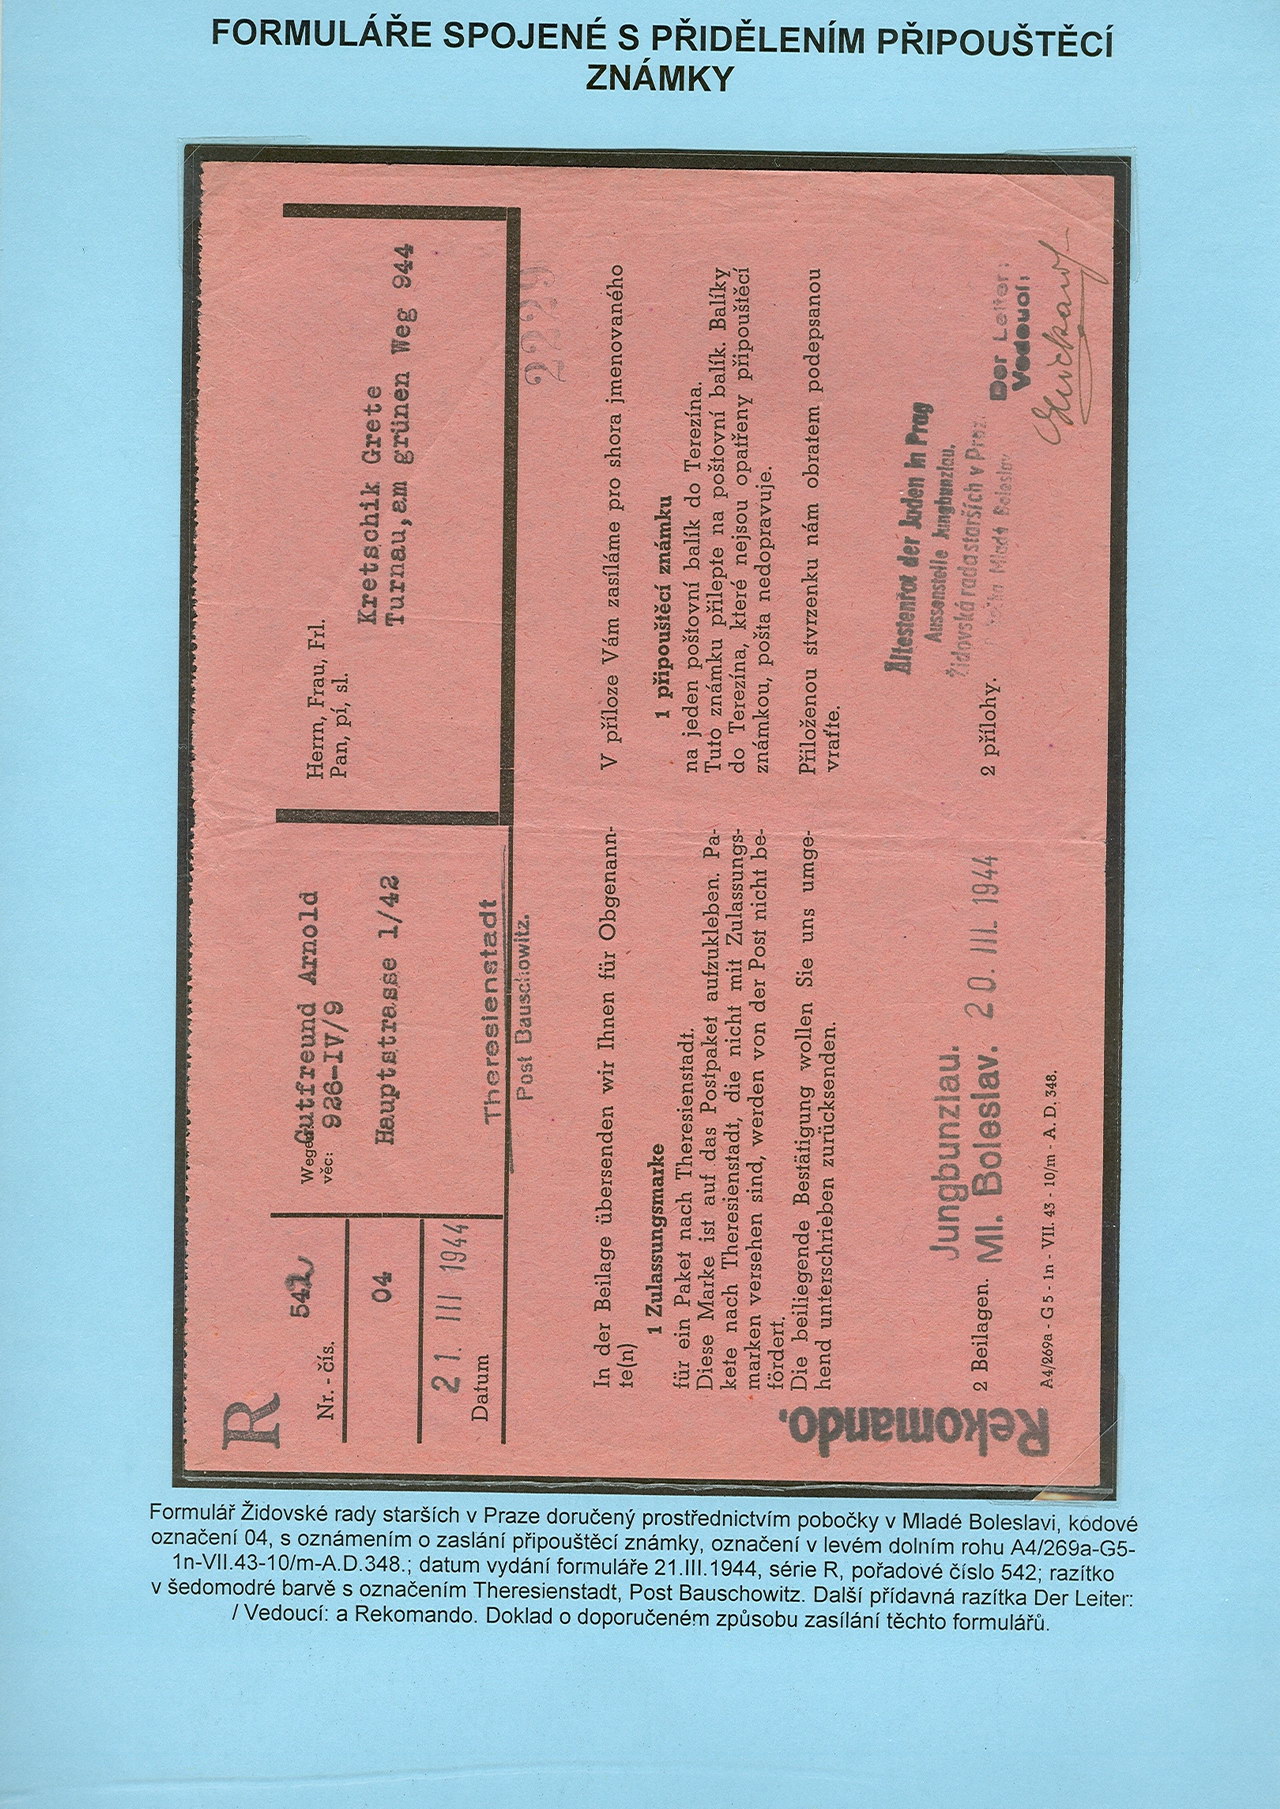 FORMULÁŘE SPOJENÉ S PŘIDĚLENÍM PŘIPOUŠTĚCÍ
ZNÁMKY
R
Nr. - čís.
542
04
21. III 1944
Datum
věc:
Gutfreund Arnold
926-IV/9
Hauptstrasse 1/42
Theresienstadt
Post Bauschowitz.
Herrn, Frau, Frl.
Pan, pí, sl.
Kretschik Grete
Turnau,am grünen Weg 944
2229
In der Beilage übersenden wir Ihnen für Obgenann-
te(n)
1 Zulassungsmarke
für ein Paket nach Theresienstadt.
Diese Marke ist auf das Postpaket aufzukleben. Pa-
kete nach Theresienstadt, die nicht mit Zulassungs-
marken versehen sind, werden von der Post nicht be-
fördert.
Die beiliegende Bestätigung wollen Sie uns umge-
hend unterschrieben zurücksenden.
Jungbunzlau.
Ml. Boleslav. 20. III. 1944
2 Beilagen.
A4/269a - G5 - 1n - VII. 43 - 10/m - A. D. 348.
Rekomando.
V příloze Vám zasíláme pro shora jmenovaného
1 připouštěcí známku
na jeden poštovní balík do Terezína.
Tuto známku přilepte na poštovní balík. Balíky
do Terezína, které nejsou opatřeny připouštěcí
známkou, pošta nedopravuje.
Přiloženou stvrzenku nám obratem podepsanou
vraťte.
Ältestenrat der Juden in Prag
Aussenstelle Jungbunzlau.
Židovská rada starších v Praze.
Mladá Boleslav
2 přílohy.
Der Leiter:
Vedoucí:
Formulář Židovské rady starších v Praze doručený prostřednictvím pobočky v Mladé Boleslavi, kódové
označení 04, s oznámením o zaslání připouštěcí známky, označení v levém dolním rohu A4/269a-G5-
1n-VII.43-10/m-A.D.348.; datum vydání formuláře 21.III.1944, série R, pořadové číslo 542; razítko
v šedomodré barvě s označením Theresienstadt, Post Bauschowitz. Další přídavná razítka Der Leiter:
/ Vedoucí: a Rekomando. Doklad o doporučeném způsobu zasílání těchto formulářů.